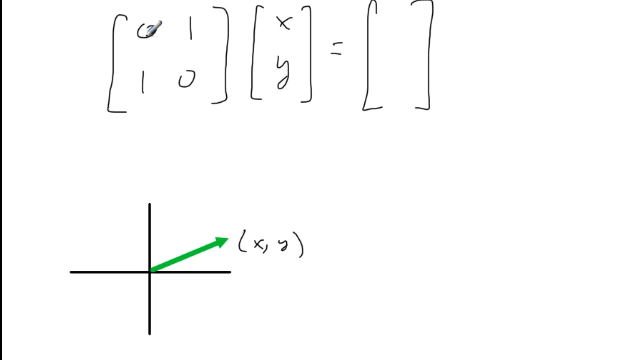 [0 1] [x] = [ ]
[1 0] [y]
(x, y)